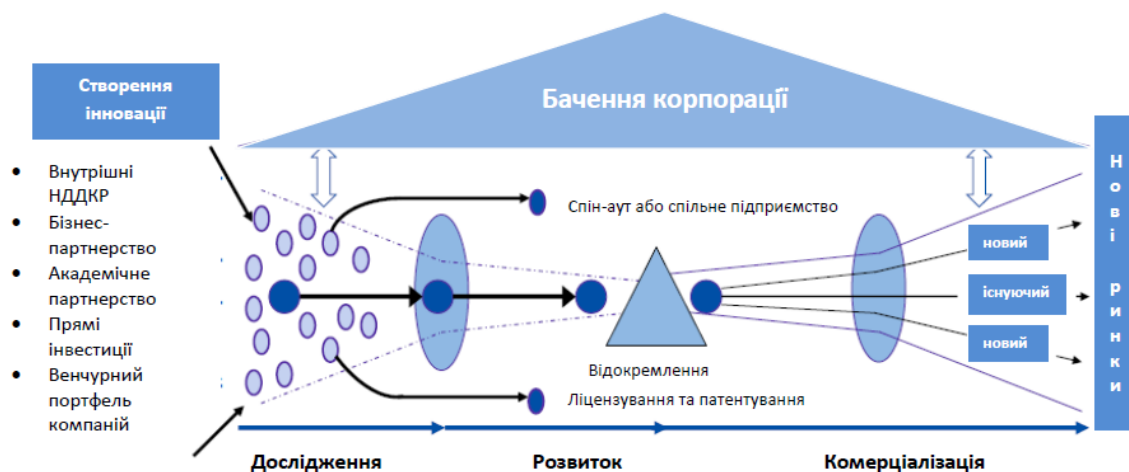 Створення
інновації
Бачення корпорації
• Внутрішні
НДДКР
• Бізнес-
партнерство
• Академічне
партнерство
• Прямі
інвестиції
• Венчурний
портфель
компаній
Спін-аут або спільне підприємство
Відокремлення
Ліцензування та патентування
новий
існуючий
новий
Нові ринки
Дослідження
Розвиток
Комерціалізація